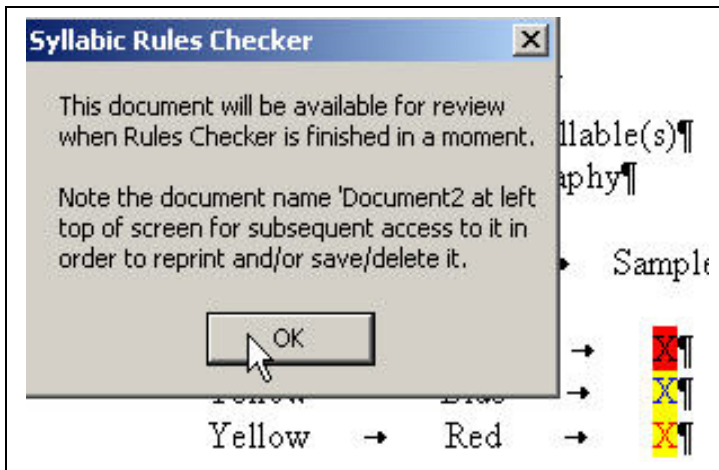 Syllabic Rules Checker
This document will be available for review
when Rules Checker is finished in a moment.
Note the document name 'Document2 at left
top of screen for subsequent access to it in
order to reprint and/or save/delete it.
OK
llable(s)¶
aphy¶
→ Sample
→ X¶
→ X¶
Yellow → Red → X¶